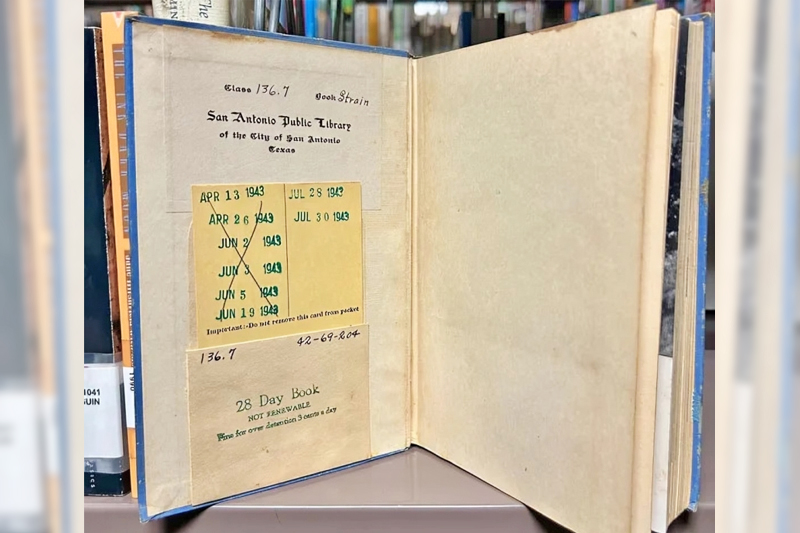 The
Class 136.7 Book Strain
San Antonio Public Library
of the City of San Antonio
Texas
APR 13 1943
APR 26 1943
JUN 2 1943
JUN 3 1943
JUN 5 1943
JUN 19 1943
JUL 28 1943
JUL 30 1943
Important:-Do not remove this card from pocket
136.7 42-69-204
28 Day Book
NOT RENEWABLE
Fine for over detention 3 cents a day
1041
UIN